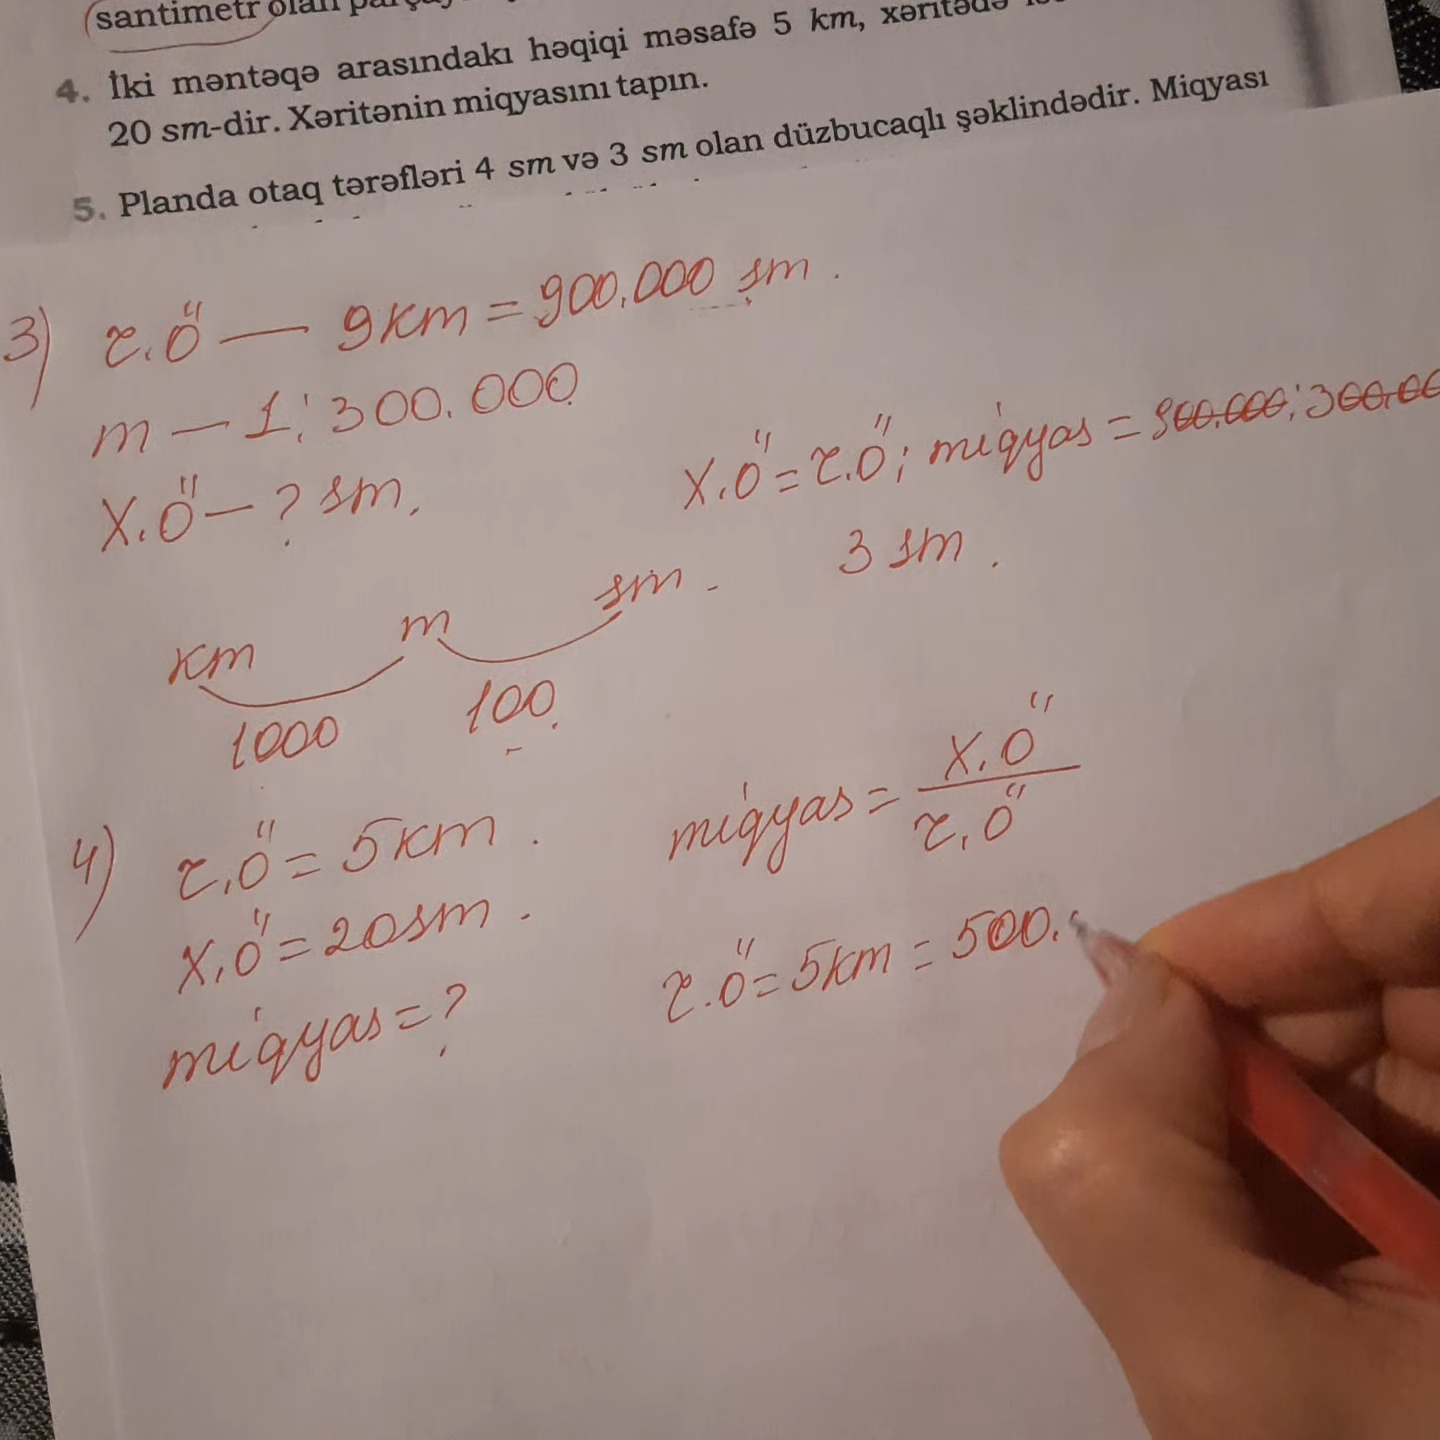 santimetr olan
4. İki məntəqə arasındakı həqiqi məsafə 5 km, xəritədə
20 sm-dir. Xəritənin miqyasını tapın.
5. Planda otaq tərəfləri 4 sm və 3 sm olan düzbucaqlı şəklindədir. Miqyası
3) Z.Ö — 9km = 900.000 sm.
m — 1:300.000
X.Ö — ? sm.
X.Ö = Z.Ö : miqyas = 900.000:300.00
3 sm.
km m sm.
1000 100
4) Z.Ö = 5km.
X.Ö = 20sm.
miqyas = ?
miqyas = X.Ö / Z.Ö
Z.Ö = 5km = 500.